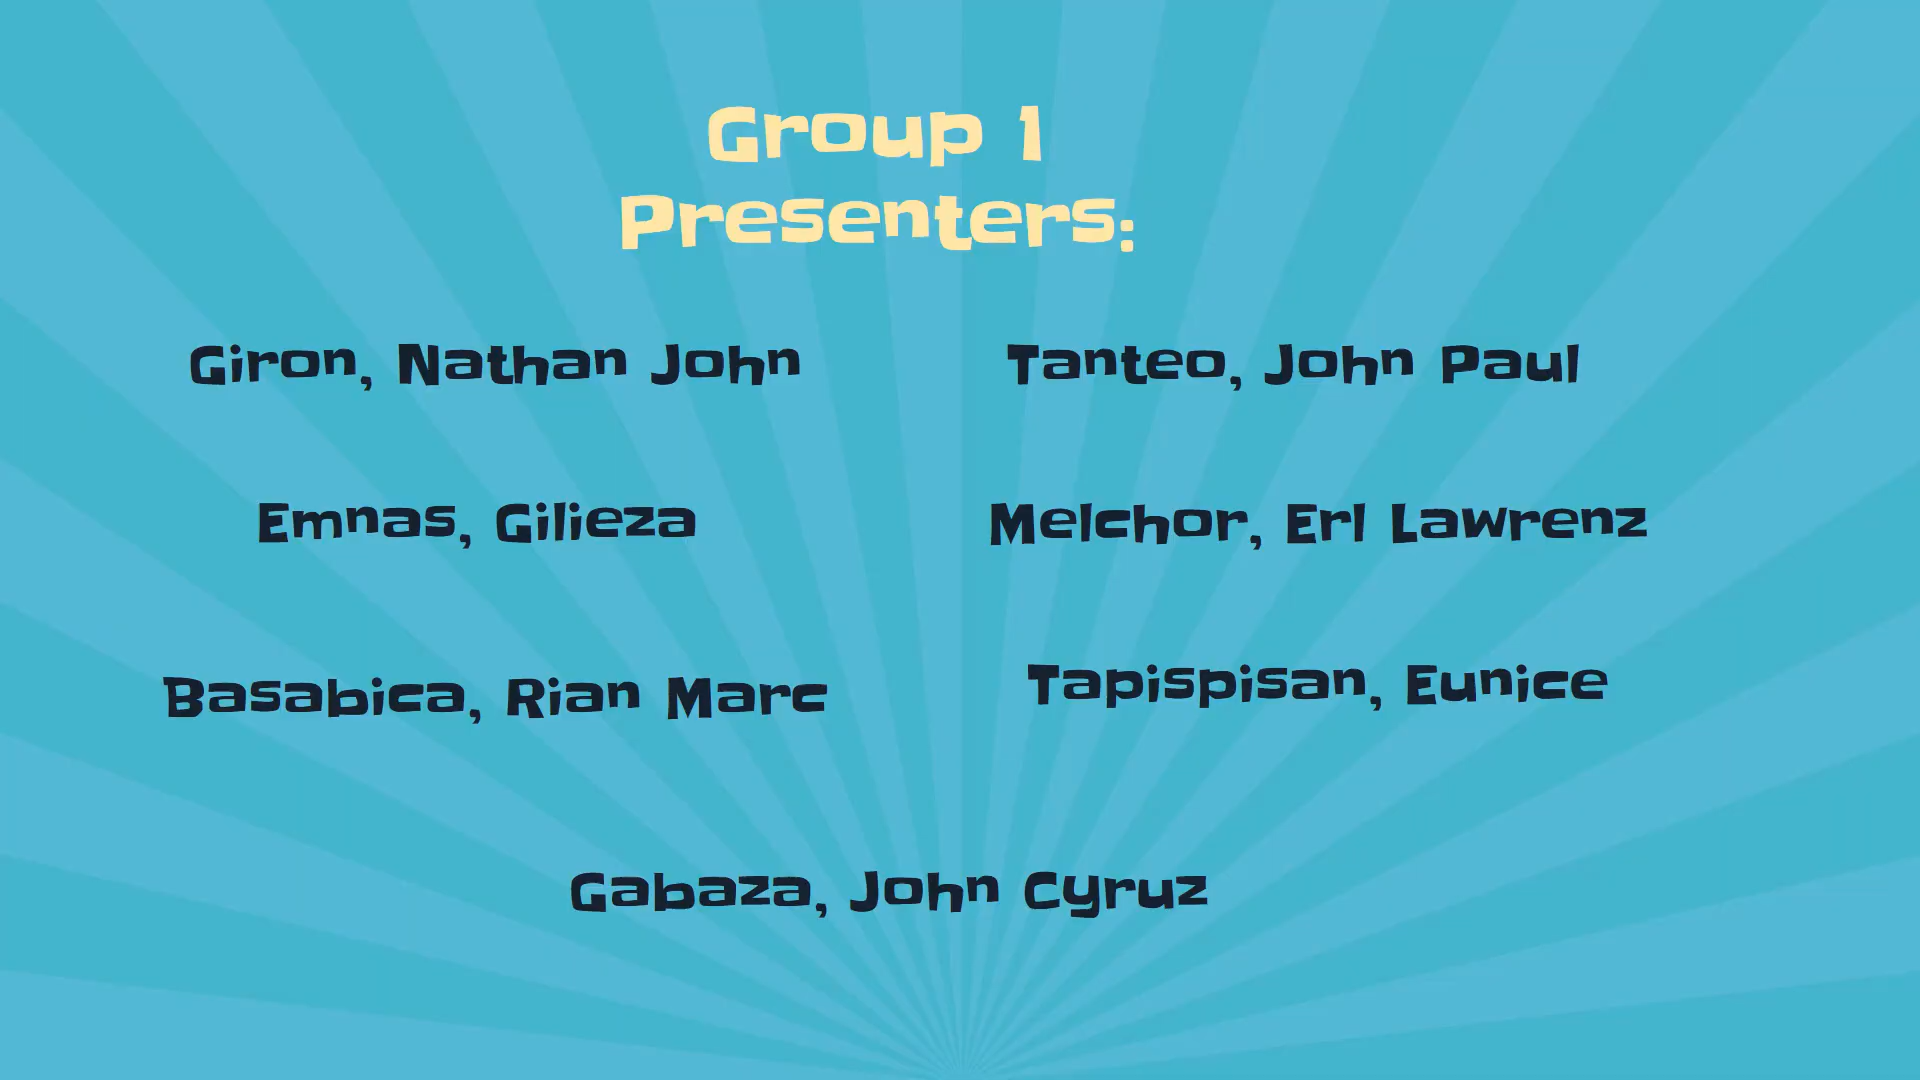 Group 1
Presenters:
Giron, Nathan John
Tanteo, John Paul
Emnas, Gilieza
Melchor, Erl Lawrenz
Basabica, Rian Marc
Tapispisan, Eunice
Gabaza, John Cyruz